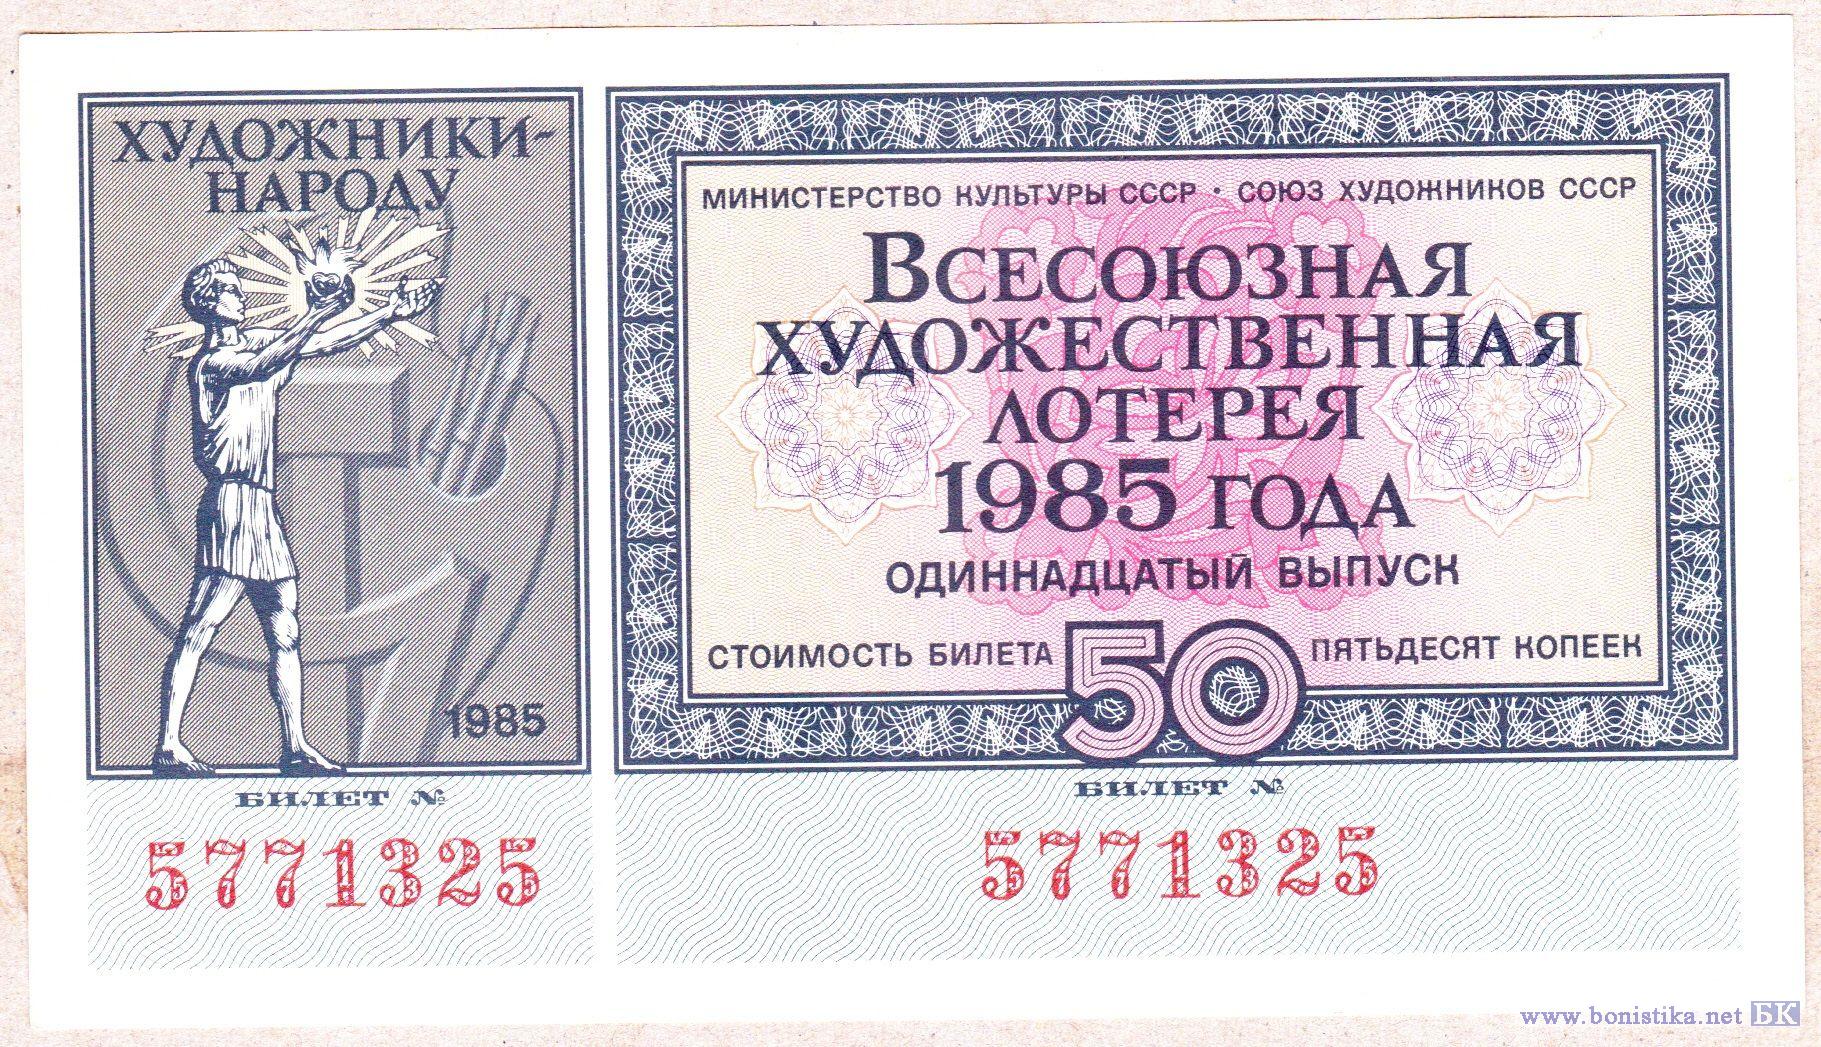 ХУДОЖНИКИ-
НАРОДУ
1985
БИЛЕТ №
5771325
МИНИСТЕРСТВО КУЛЬТУРЫ СССР · СОЮЗ ХУДОЖНИКОВ СССР
ВСЕСОЮЗНАЯ
ХУДОЖЕСТВЕННАЯ
ЛОТЕРЕЯ
1985 ГОДА
ОДИННАДЦАТЫЙ ВЫПУСК
СТОИМОСТЬ БИЛЕТА 50 ПЯТЬДЕСЯТ КОПЕЕК
БИЛЕТ №
5771325
www.bonistika.net БК